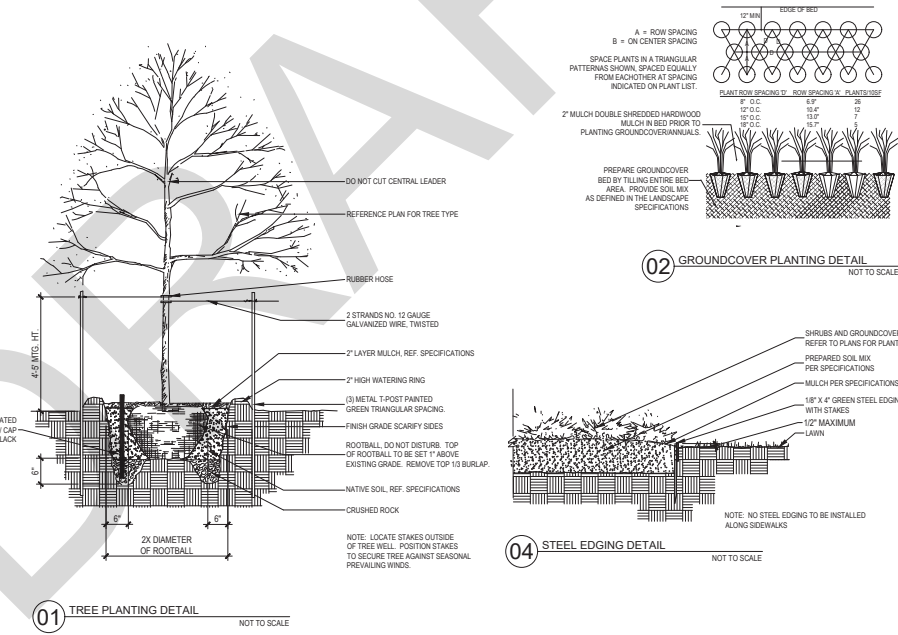 DRAF
DO NOT CUT CENTRAL LEADER
REFERENCE PLAN FOR TREE TYPE
RUBBER HOSE
2 STRANDS NO. 12 GAUGE
GALVANIZED WIRE, TWISTED
2" LAYER MULCH, REF. SPECIFICATIONS
2" HIGH WATERING RING
(3) METAL T-POST PAINTED
GREEN TRIANGULAR SPACING.
FINISH GRADE SCARIFY SIDES
ROOTBALL, DO NOT DISTURB. TOP
OF ROOTBALL TO BE SET 1" ABOVE
EXISTING GRADE. REMOVE TOP 1/3 BURLAP.
NATIVE SOIL, REF. SPECIFICATIONS
CRUSHED ROCK
NOTE: LOCATE STAKES OUTSIDE
OF TREE WELL. POSITION STAKES
TO SECURE TREE AGAINST SEASONAL
PREVAILING WINDS.
4'-5' MTG. HT.
ATED
/ CAP
LACK
6"
6"
6"
2X DIAMETER
OF ROOTBALL
01 TREE PLANTING DETAIL
NOT TO SCALE
EDGE OF BED
12" MIN
A = ROW SPACING
B = ON CENTER SPACING
SPACE PLANTS IN A TRIANGULAR
PATTERNAS SHOWN, SPACED EQUALLY
FROM EACHOTHER AT SPACING
INDICATED ON PLANT LIST.
PLANT ROW SPACING 'D' ROW SPACING 'A' PLANTS/10SF
8" O.C. 6.9" 26
12" O.C. 10.4" 12
15" O.C. 13.0" 7
18" O.C. 15.7" 5
2" MULCH DOUBLE SHREDDED HARDWOOD
MULCH IN BED PRIOR TO
PLANTING GROUNDCOVER/ANNUALS.
PREPARE GROUNDCOVER
BED BY TILLING ENTIRE BED
AREA. PROVIDE SOIL MIX
AS DEFINED IN THE LANDSCAPE
SPECIFICATIONS
02 GROUNDCOVER PLANTING DETAIL
NOT TO SCALE
SHRUBS AND GROUNDCOVER
REFER TO PLANS FOR PLANT
PREPARED SOIL MIX
PER SPECIFICATIONS
MULCH PER SPECIFICATIONS
1/8" X 4" GREEN STEEL EDGIN
WITH STAKES
1/2" MAXIMUM
LAWN
NOTE: NO STEEL EDGING TO BE INSTALLED
ALONG SIDEWALKS
04 STEEL EDGING DETAIL
NOT TO SCALE